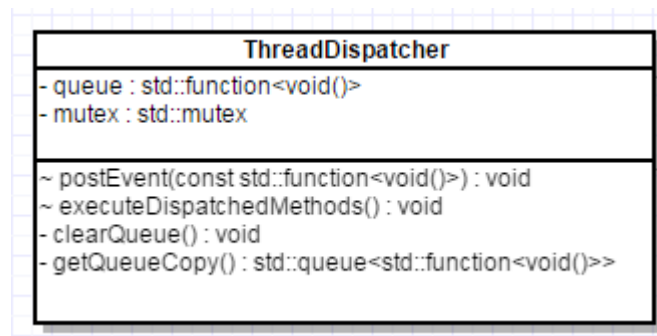 ThreadDispatcher
- queue : std::function<void()>
- mutex : std::mutex
~ postEvent(const std::function<void()>) : void
~ executeDispatchedMethods() : void
- clearQueue() : void
- getQueueCopy() : std::queue<std::function<void()>>